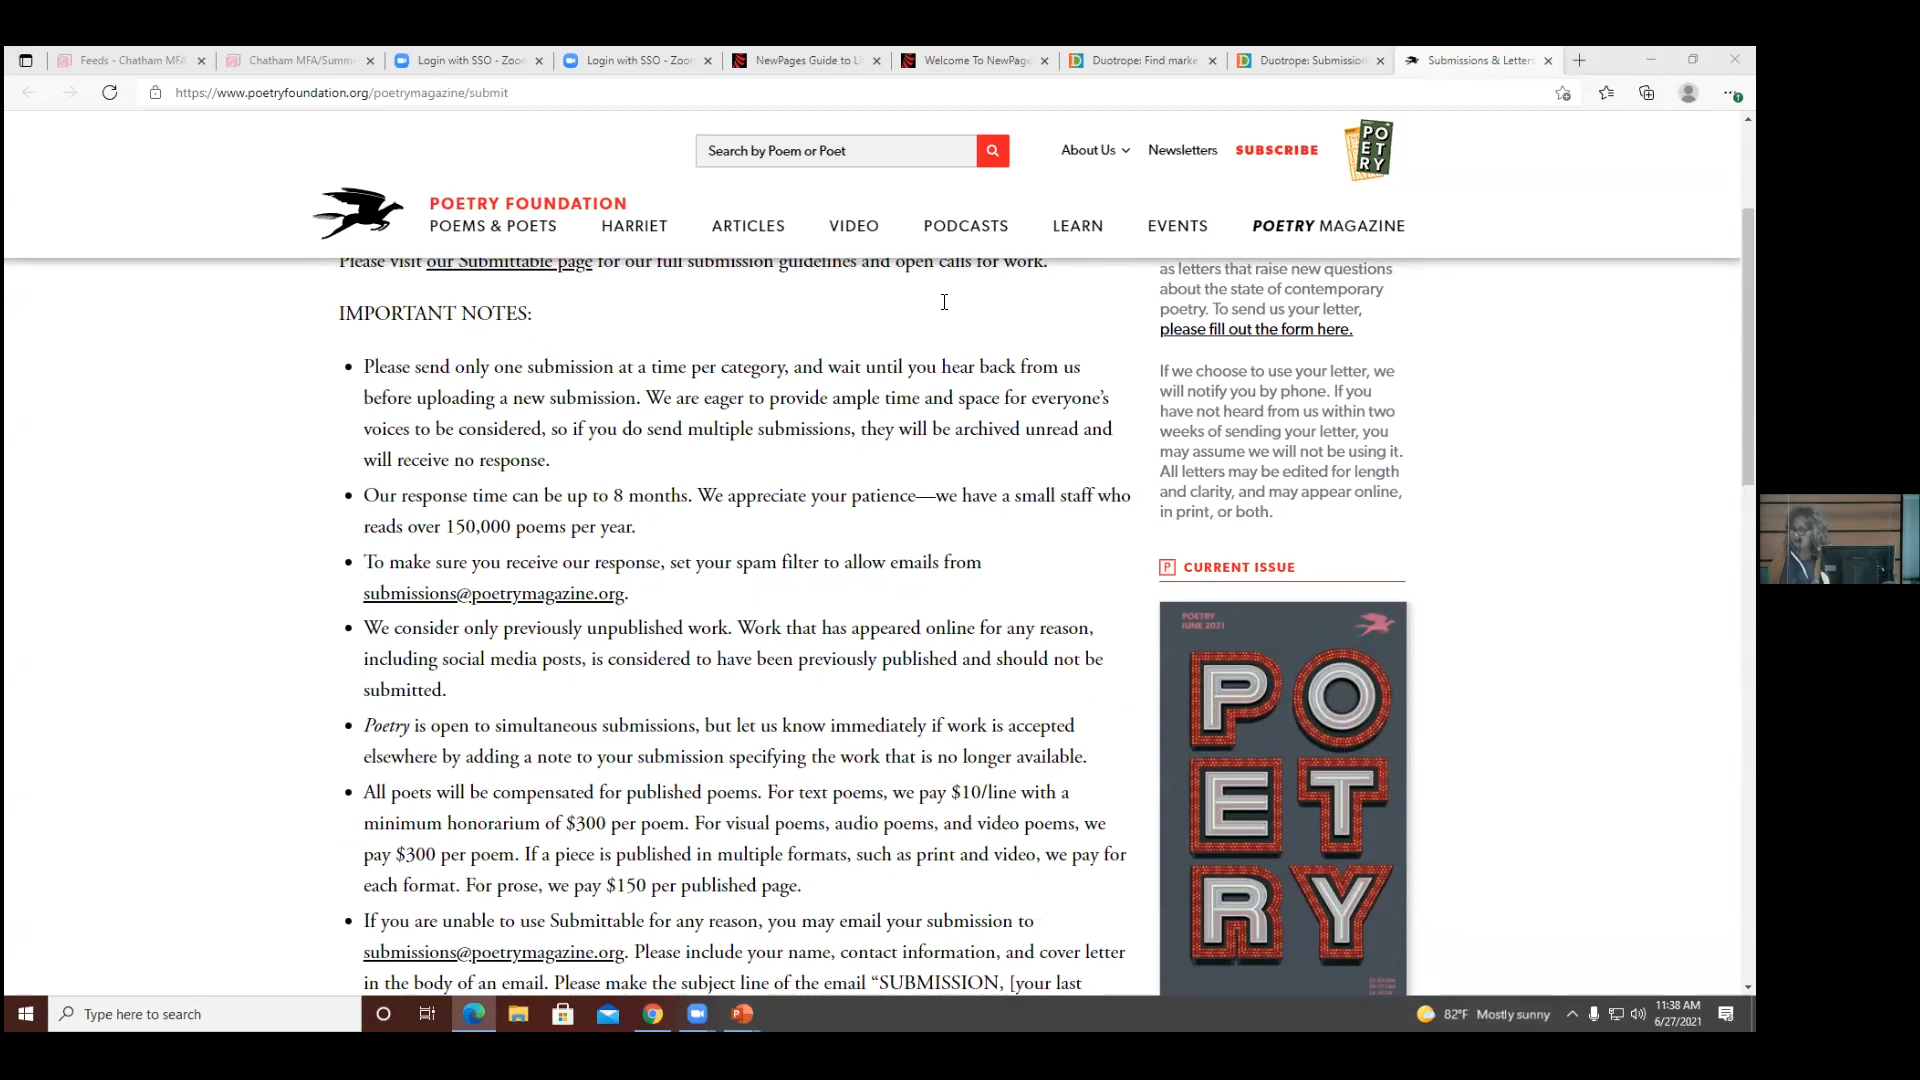 Feeds - Chatham MFA
Chatham MFA/Summ
Login with SSO - Zoom
Login with SSO - Zoom
NewPages Guide to Li
Welcome To NewPage
Duotrope: Find marke
Duotrope: Submission
Submissions & Letters
https://www.poetryfoundation.org/poetrymagazine/submit
Search by Poem or Poet
About Us
Newsletters
SUBSCRIBE
PO
ET
RY
POETRY FOUNDATION
POEMS & POETS
HARRIET
ARTICLES
VIDEO
PODCASTS
LEARN
EVENTS
POETRY MAGAZINE
Please visit our Submittable page for our full submission guidelines and open calls for work.
IMPORTANT NOTES:
• Please send only one submission at a time per category, and wait until you hear back from us
before uploading a new submission. We are eager to provide ample time and space for everyone's
voices to be considered, so if you do send multiple submissions, they will be archived unread and
will receive no response.
• Our response time can be up to 8 months. We appreciate your patience—we have a small staff who
reads over 150,000 poems per year.
• To make sure you receive our response, set your spam filter to allow emails from
submissions@poetrymagazine.org.
• We consider only previously unpublished work. Work that has appeared online for any reason,
including social media posts, is considered to have been previously published and should not be
submitted.
• Poetry is open to simultaneous submissions, but let us know immediately if work is accepted
elsewhere by adding a note to your submission specifying the work that is no longer available.
• All poets will be compensated for published poems. For text poems, we pay $10/line with a
minimum honorarium of $300 per poem. For visual poems, audio poems, and video poems, we
pay $300 per poem. If a piece is published in multiple formats, such as print and video, we pay for
each format. For prose, we pay $150 per published page.
• If you are unable to use Submittable for any reason, you may email your submission to
submissions@poetrymagazine.org. Please include your name, contact information, and cover letter
in the body of an email. Please make the subject line of the email “SUBMISSION, [your last
as letters that raise new questions
about the state of contemporary
poetry. To send us your letter,
please fill out the form here.
If we choose to use your letter, we
will notify you by phone. If you
have not heard from us within two
weeks of sending your letter, you
may assume we will not be using it.
All letters may be edited for length
and clarity, and may appear online,
in print, or both.
P CURRENT ISSUE
POETRY
JUNE 2021
PO
ET
RY
Type here to search
82°F Mostly sunny
11:38 AM
6/27/2021